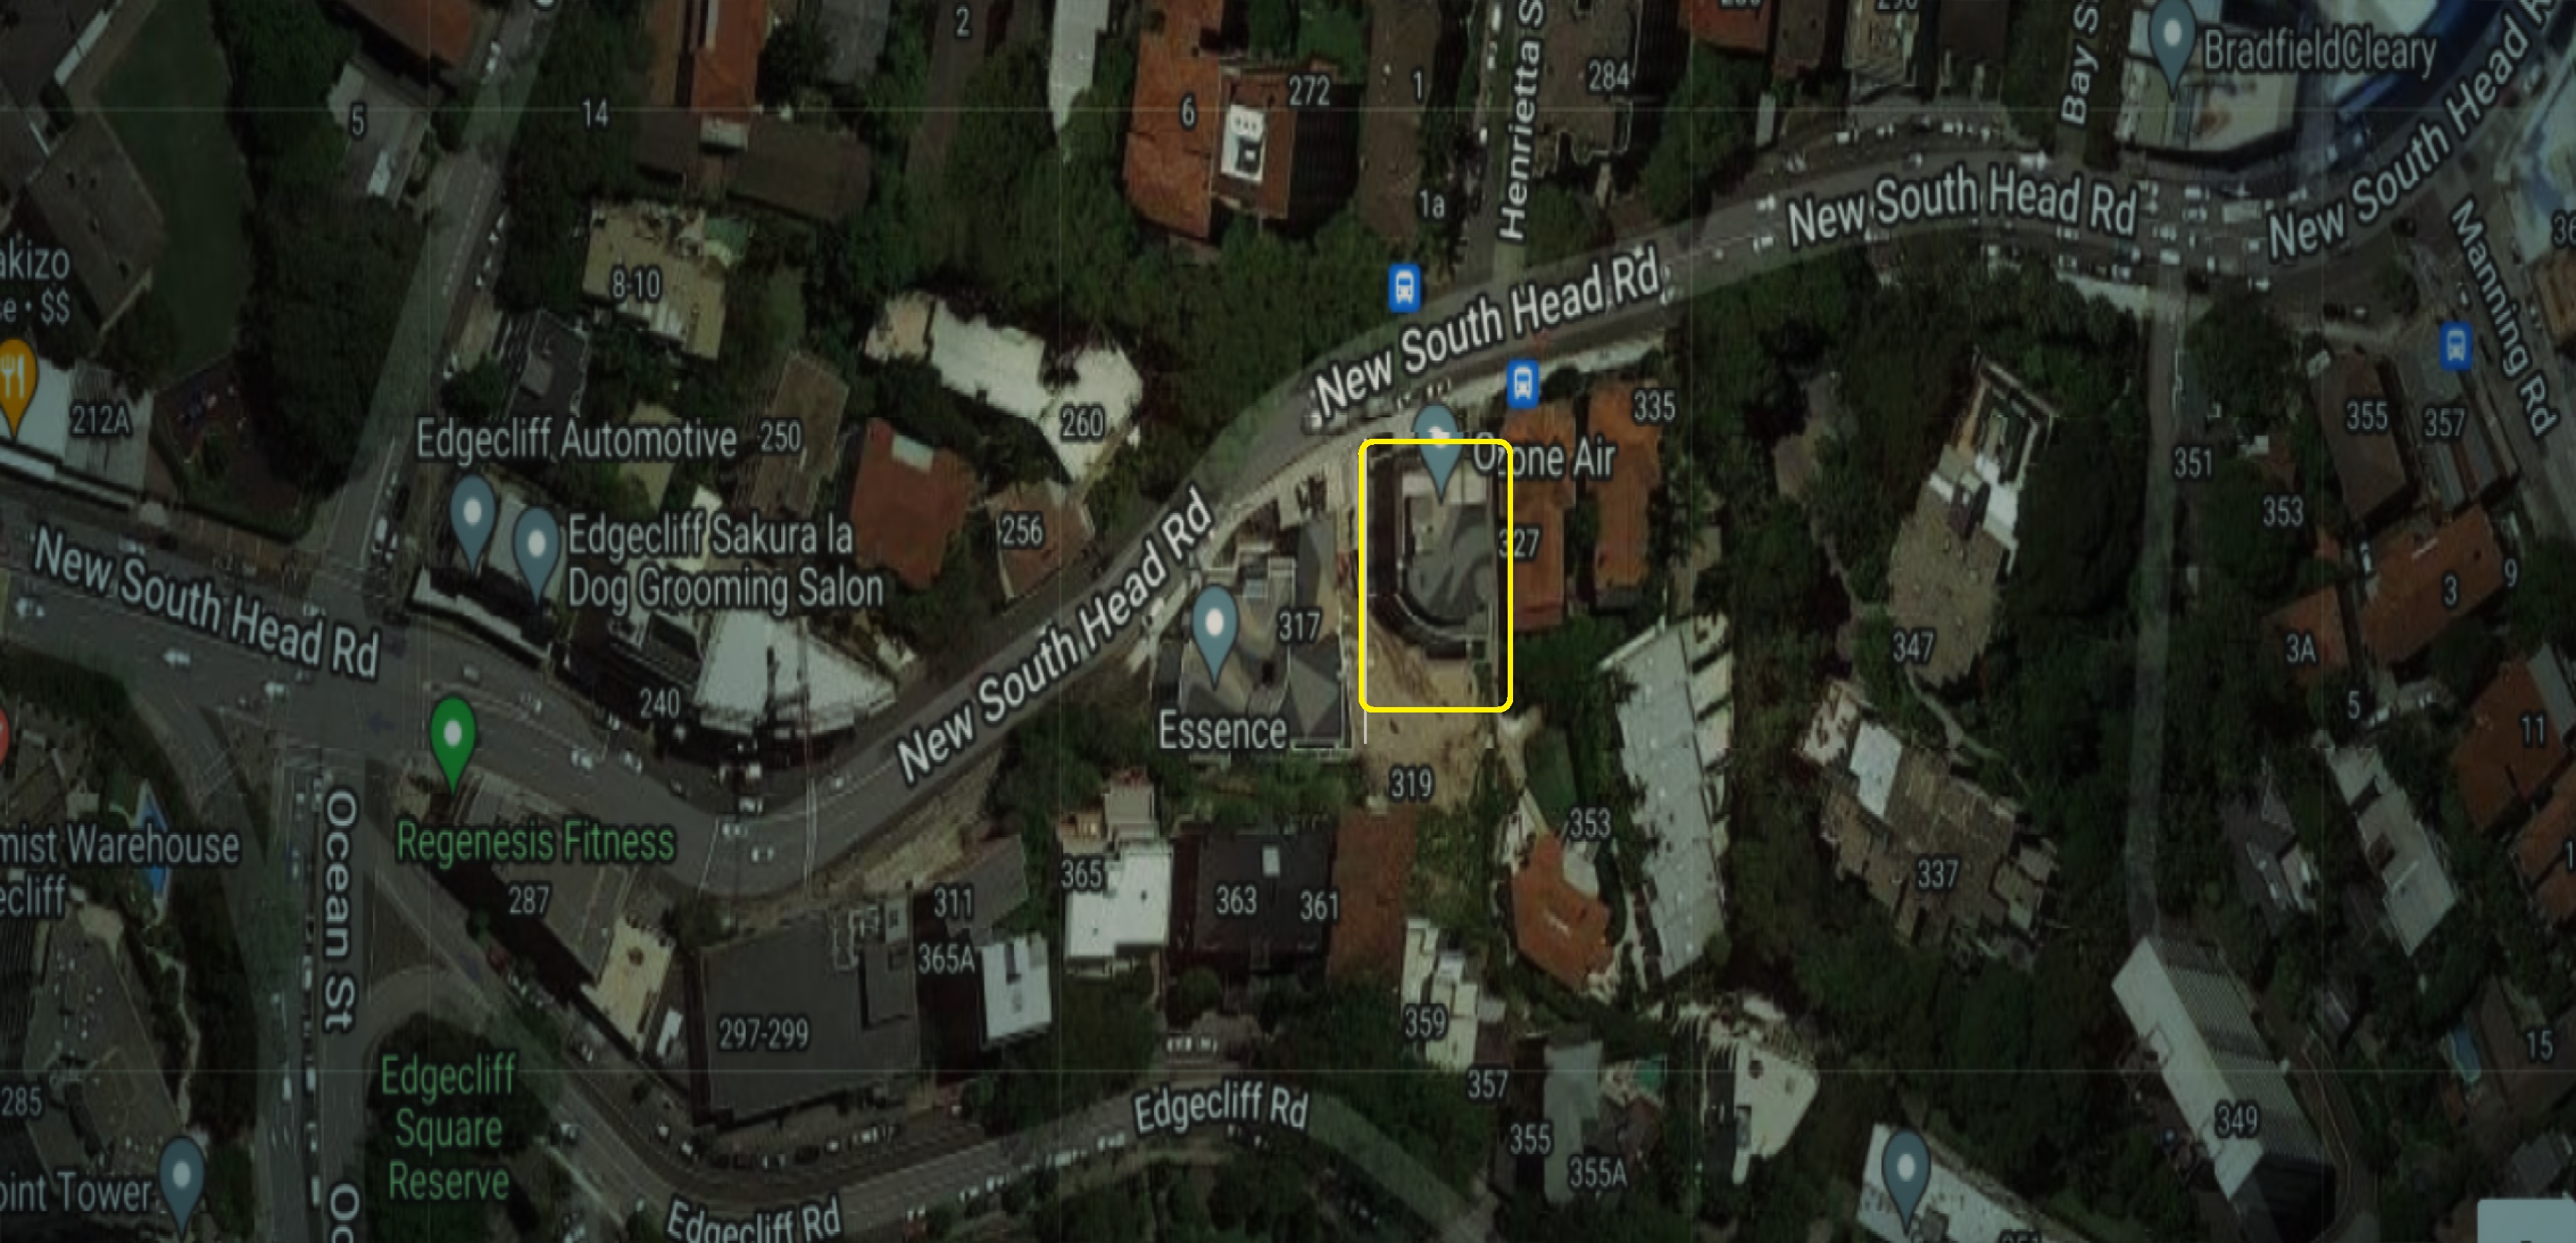 2
272
6
1
284
Henrietta S
Bay S
BradfieldCleary
New South Head R
5
14
1a
New South Head Rd
Manning Rd
akizo
se • $$
8-10
New South Head Rd
212A
Edgecliff Automotive
250
260
Ozone Air
335
351
355
357
353
New South Head Rd
Edgecliff Sakura la
Dog Grooming Salon
256
327
317
New South Head Rd
347
3
9
3A
5
11
240
Essence
319
353
Regenesis Fitness
287
mist Warehouse
ecliff
Ocean St
311
365
363
361
365A
337
297-299
359
357
355
355A
15
349
285
Edgecliff
Square
Reserve
Edgecliff Rd
oint Tower
Oc
Edgecliff Rd